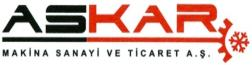 ASKAR
MAKİNA SANAYİ VE TİCARET A.Ş.